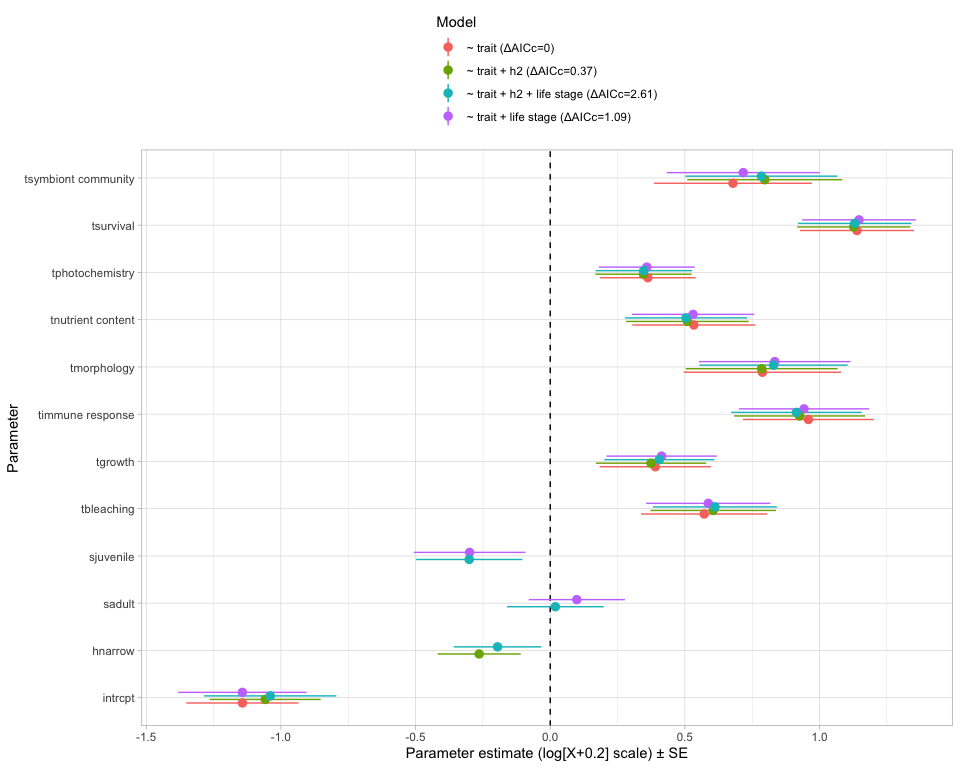 Model
~ trait (ΔAICc=0)
~ trait + h2 (ΔAICc=0.37)
~ trait + h2 + life stage (ΔAICc=2.61)
~ trait + life stage (ΔAICc=1.09)
Parameter
tsymbiont community
tsurvival
tphotochemistry
tnutrient content
tmorphology
timmune response
tgrowth
tbleaching
sjuvenile
sadult
hnarrow
intrcpt
-1.5 -1.0 -0.5 0.0 0.5 1.0
Parameter estimate (log[X+0.2] scale) ± SE